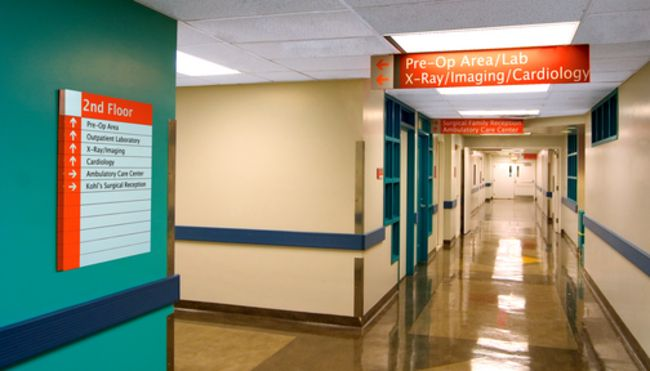 2nd Floor
Pre-Op Area
Outpatient Laboratory
X-Ray/Imaging
Cardiology
Ambulatory Care Center
Kohl's Surgical Reception
Pre-Op Area/Lab
X-Ray/Imaging/Cardiology
Surgical Family Reception
Ambulatory Care Center